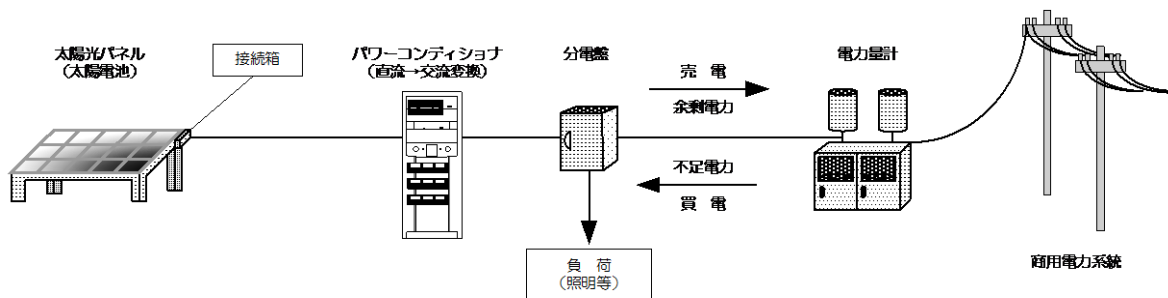 太陽光パネル
（太陽電池）
接続箱
パワーコンディショナ
（直流→交流変換）
分電盤
売　電
余剰電力
不足電力
買　電
電力量計
負　荷
（照明等）
商用電力系統